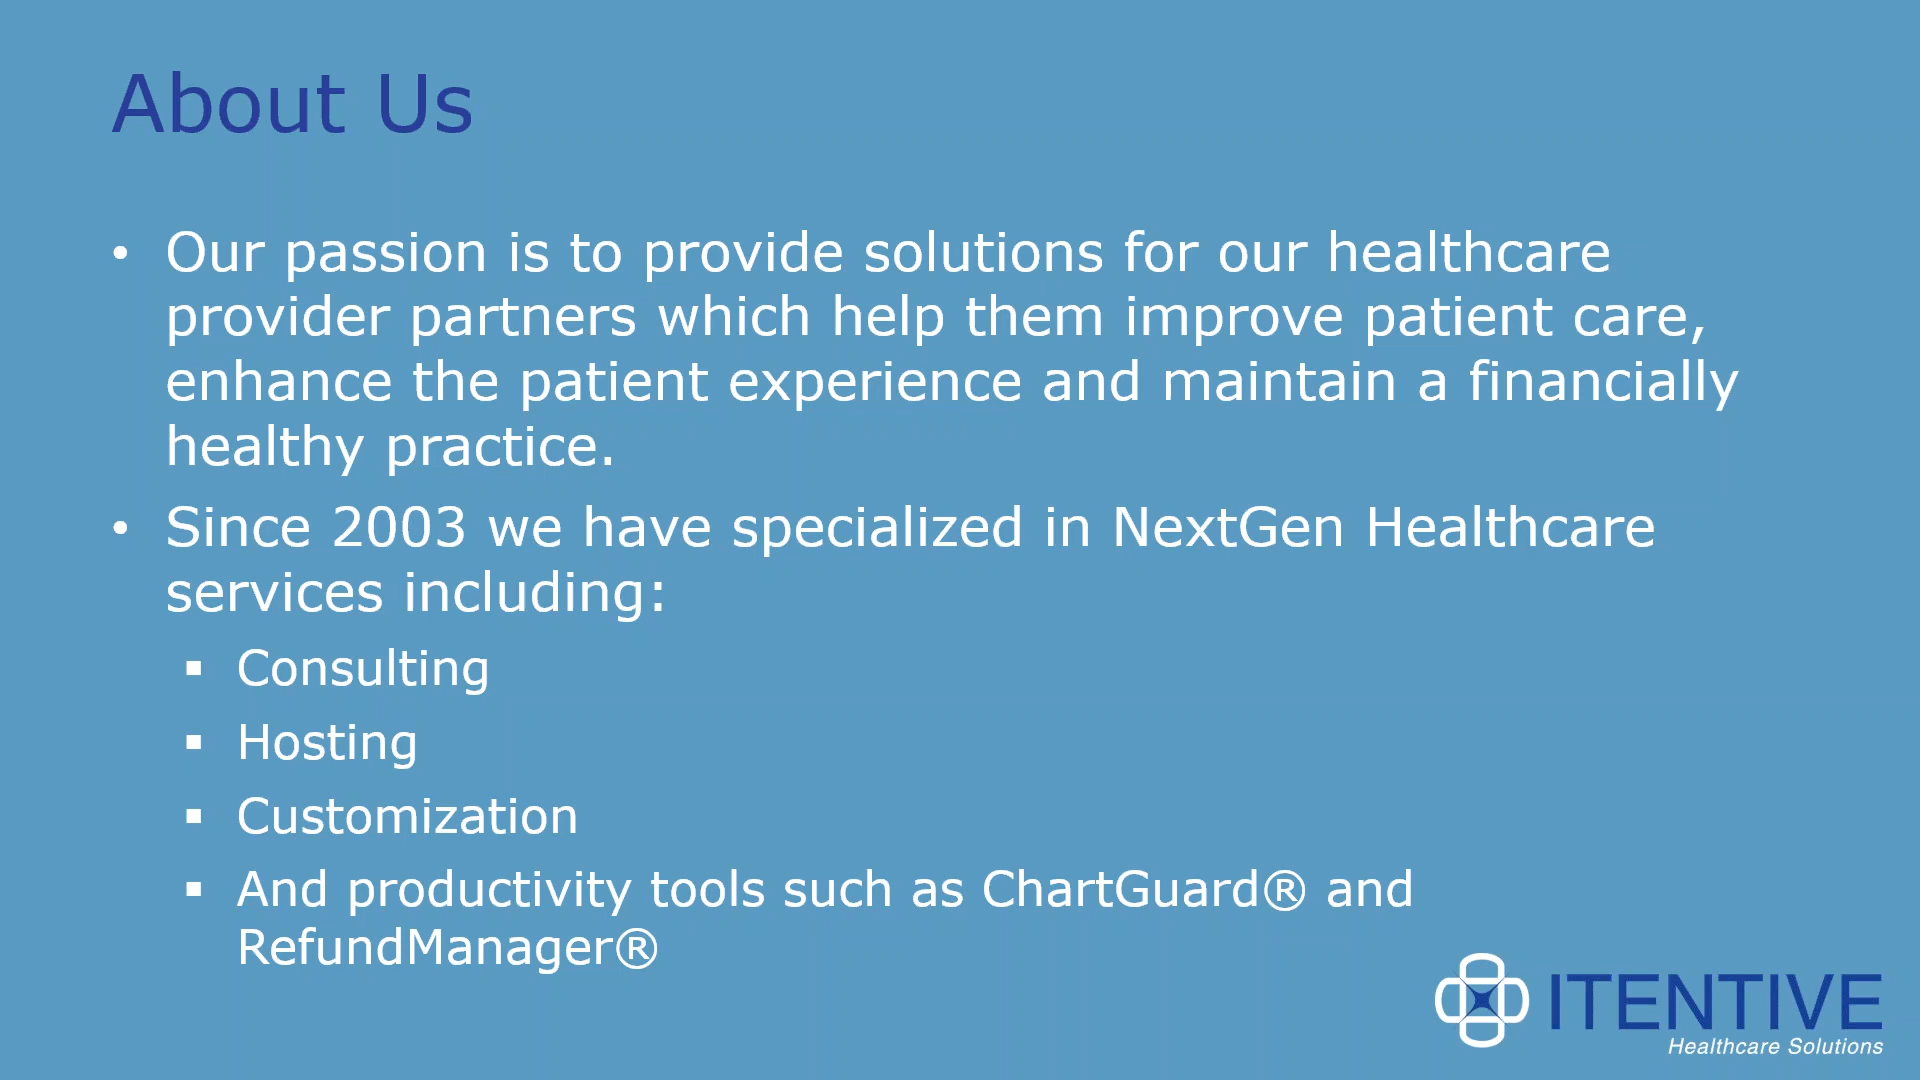 About Us
• Our passion is to provide solutions for our healthcare
provider partners which help them improve patient care,
enhance the patient experience and maintain a financially
healthy practice.
• Since 2003 we have specialized in NextGen Healthcare
services including:
▪ Consulting
▪ Hosting
▪ Customization
▪ And productivity tools such as ChartGuard® and
RefundManager®
ITENTIVE
Healthcare Solutions